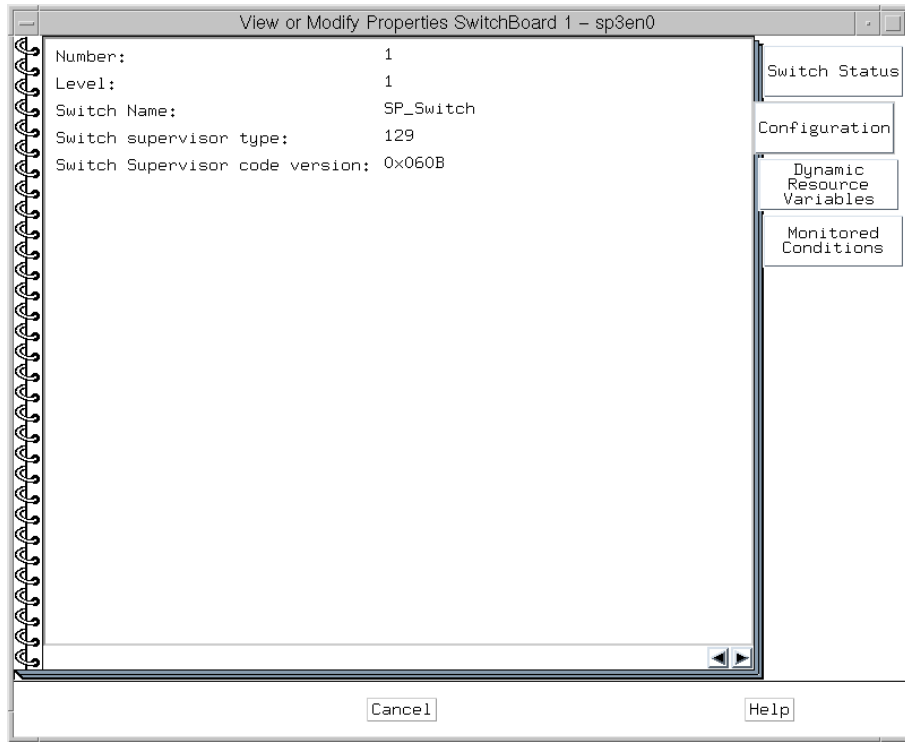 View or Modify Properties SwitchBoard 1 – sp3en0
Number: 1
Level: 1
Switch Name: SP_Switch
Switch supervisor type: 129
Switch Supervisor code version: 0x060B
Switch Status
Configuration
Dynamic
Resource
Variables
Monitored
Conditions
Cancel
Help